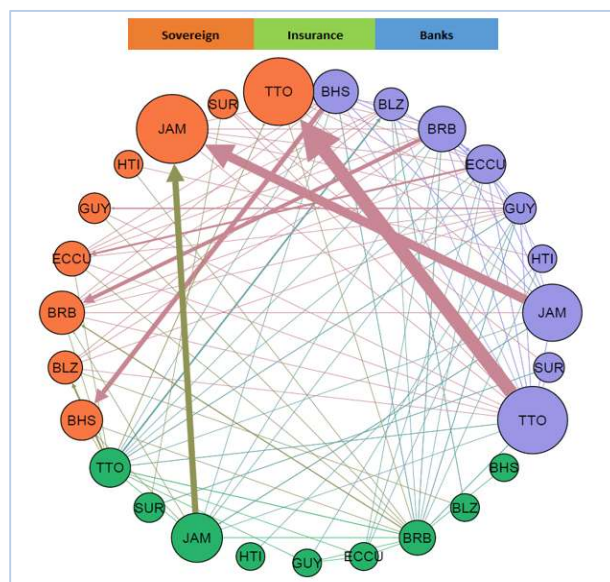 Sovereign Insurance Banks
TTO
BHS
BLZ
BRB
ECCU
GUY
HTI
JAM
SUR
TTO
BHS
BLZ
BRB
ECCU
GUY
HTI
JAM
SUR
TTO
BHS
BLZ
BRB
ECCU
GUY
HTI
JAM
SUR